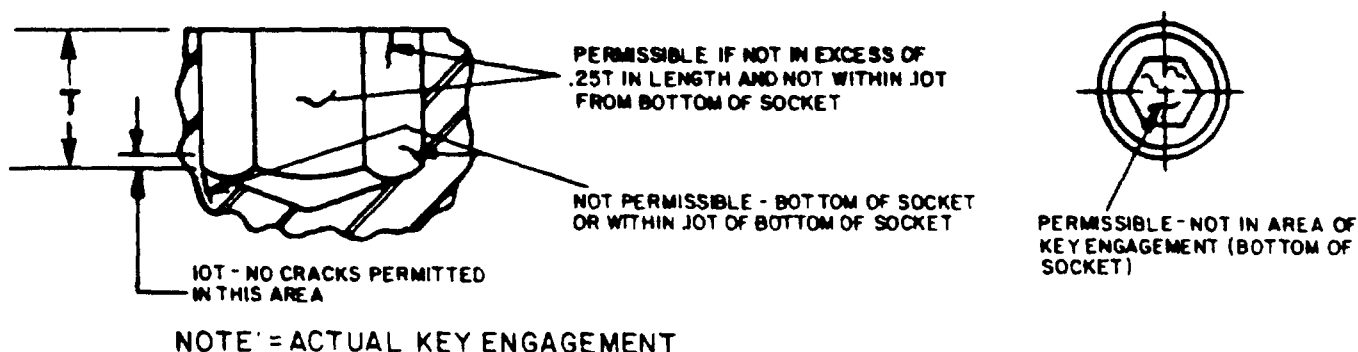 T
PERMISSIBLE IF NOT IN EXCESS OF
.25T IN LENGTH AND NOT WITHIN .10T
FROM BOTTOM OF SOCKET
NOT PERMISSIBLE - BOTTOM OF SOCKET
OR WITHIN .10T OF BOTTOM OF SOCKET
.10T - NO CRACKS PERMITTED
IN THIS AREA
PERMISSIBLE - NOT IN AREA OF
KEY ENGAGEMENT (BOTTOM OF
SOCKET)
NOTE' = ACTUAL KEY ENGAGEMENT